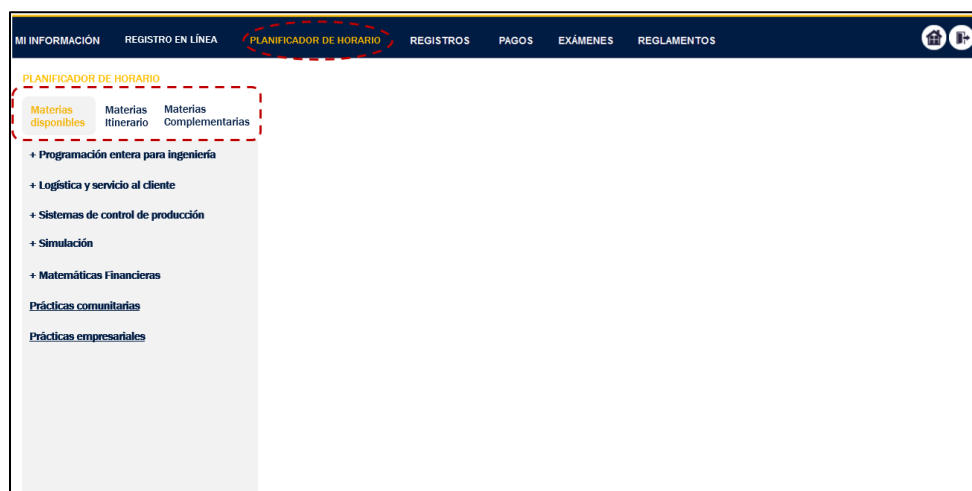 MI INFORMACIÓN REGISTRO EN LÍNEA PLANIFICADOR DE HORARIO REGISTROS PAGOS EXÁMENES REGLAMENTOS
PLANIFICADOR DE HORARIO
Materias disponibles
Materias Itinerario
Materias Complementarias
+ Programación entera para ingeniería
+ Logística y servicio al cliente
+ Sistemas de control de producción
+ Simulación
+ Matemáticas Financieras
Prácticas comunitarias
Prácticas empresariales